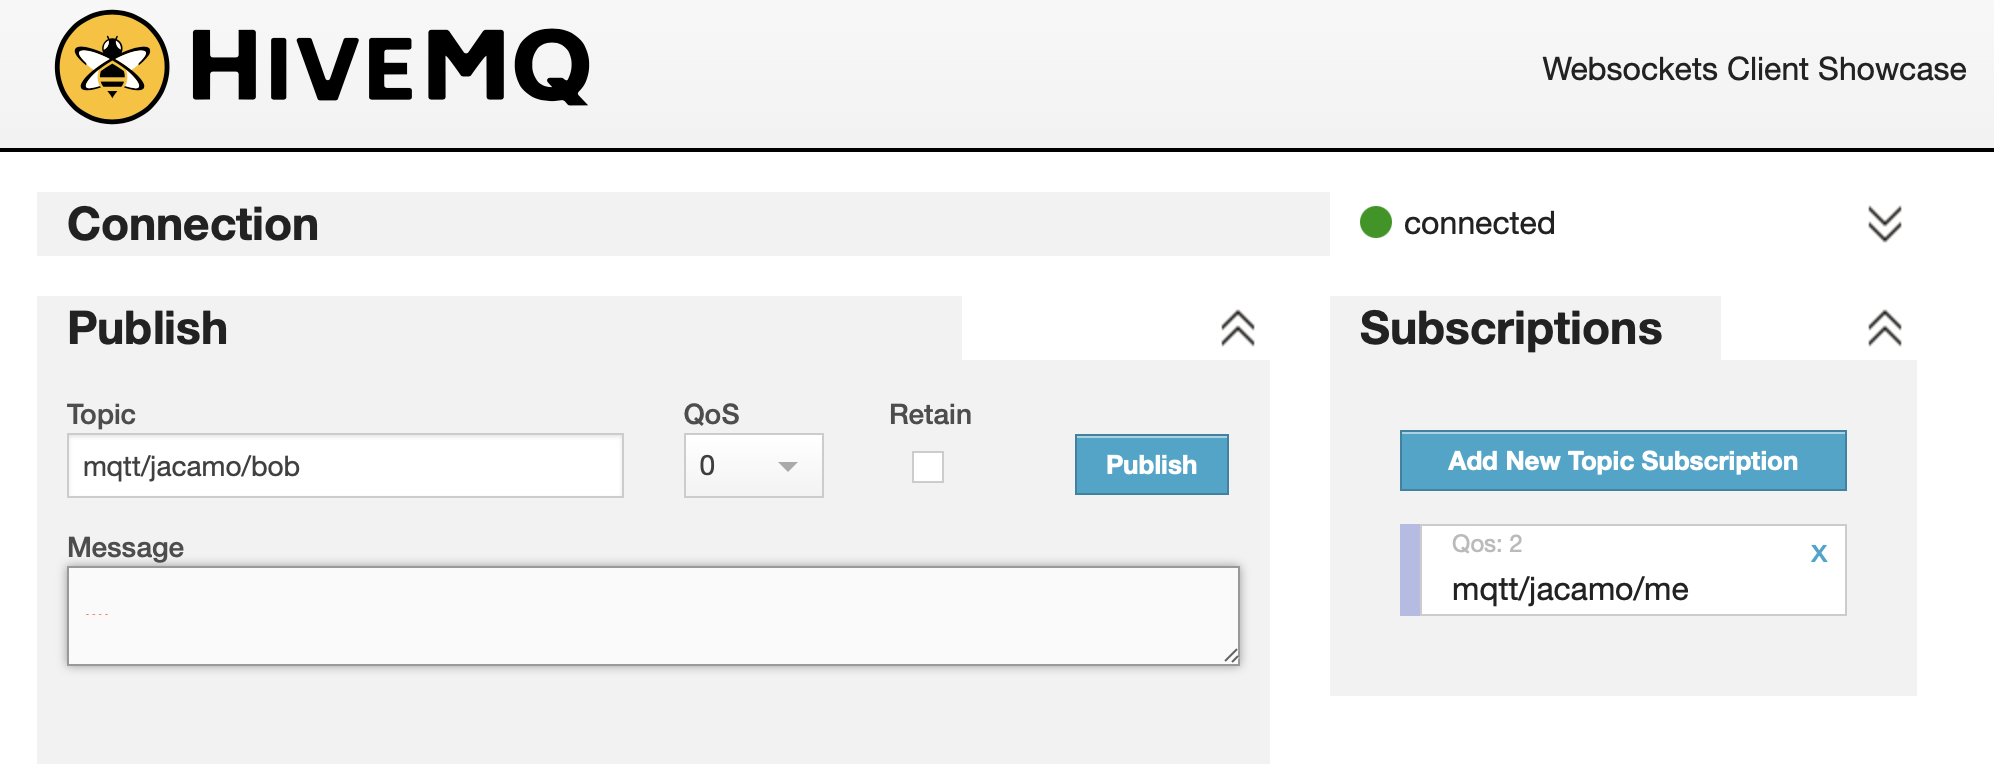 HIVEMQ
Websockets Client Showcase
Connection
connected
Publish
Subscriptions
Topic
QoS
Retain
mqtt/jacamo/bob
0
Publish
Add New Topic Subscription
Message
Qos: 2
X
mqtt/jacamo/me